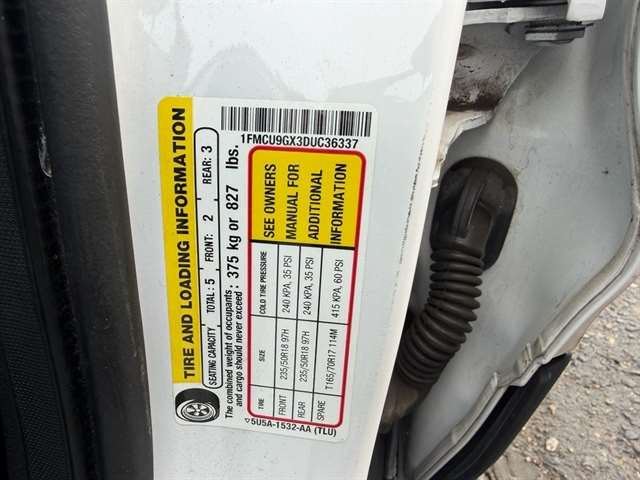 TIRE AND LOADING INFORMATION
SEATING CAPACITY TOTAL: 5 FRONT: 2 REAR: 3
The combined weight of occupants
and cargo should never exceed: 375 kg or 827 lbs.
TIRE SIZE COLD TIRE PRESSURE SEE OWNERS
FRONT 235/50R18 97H 240 KPA, 35 PSI MANUAL FOR
REAR 235/50R18 97H 240 KPA, 35 PSI ADDITIONAL
SPARE T165/70R17 114M 415 KPA, 60 PSI INFORMATION
5U5A-1532-AA (TLU)
1FMCU9GX3DUC36337